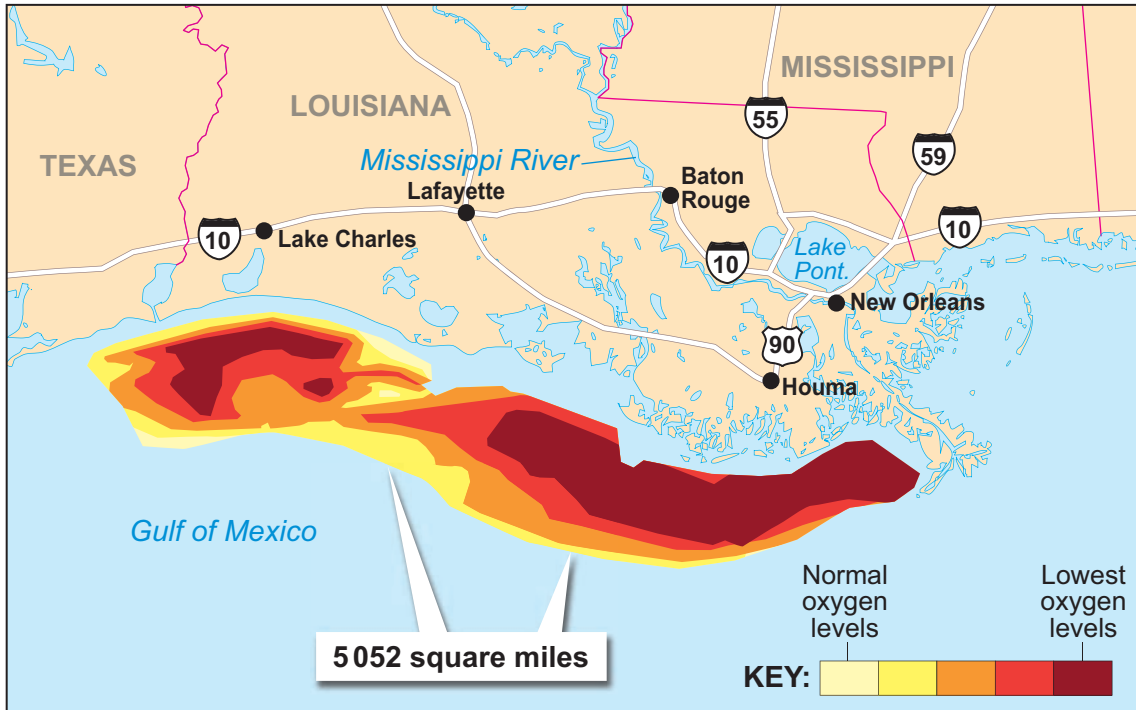 MISSISSIPPI
LOUISIANA
TEXAS
Mississippi River
55
59
Baton
Rouge
Lafayette
10
Lake Charles
10
Lake
Pont.
10
New Orleans
90
Houma
Gulf of Mexico
5 052 square miles
Normal
oxygen
levels
Lowest
oxygen
levels
KEY: